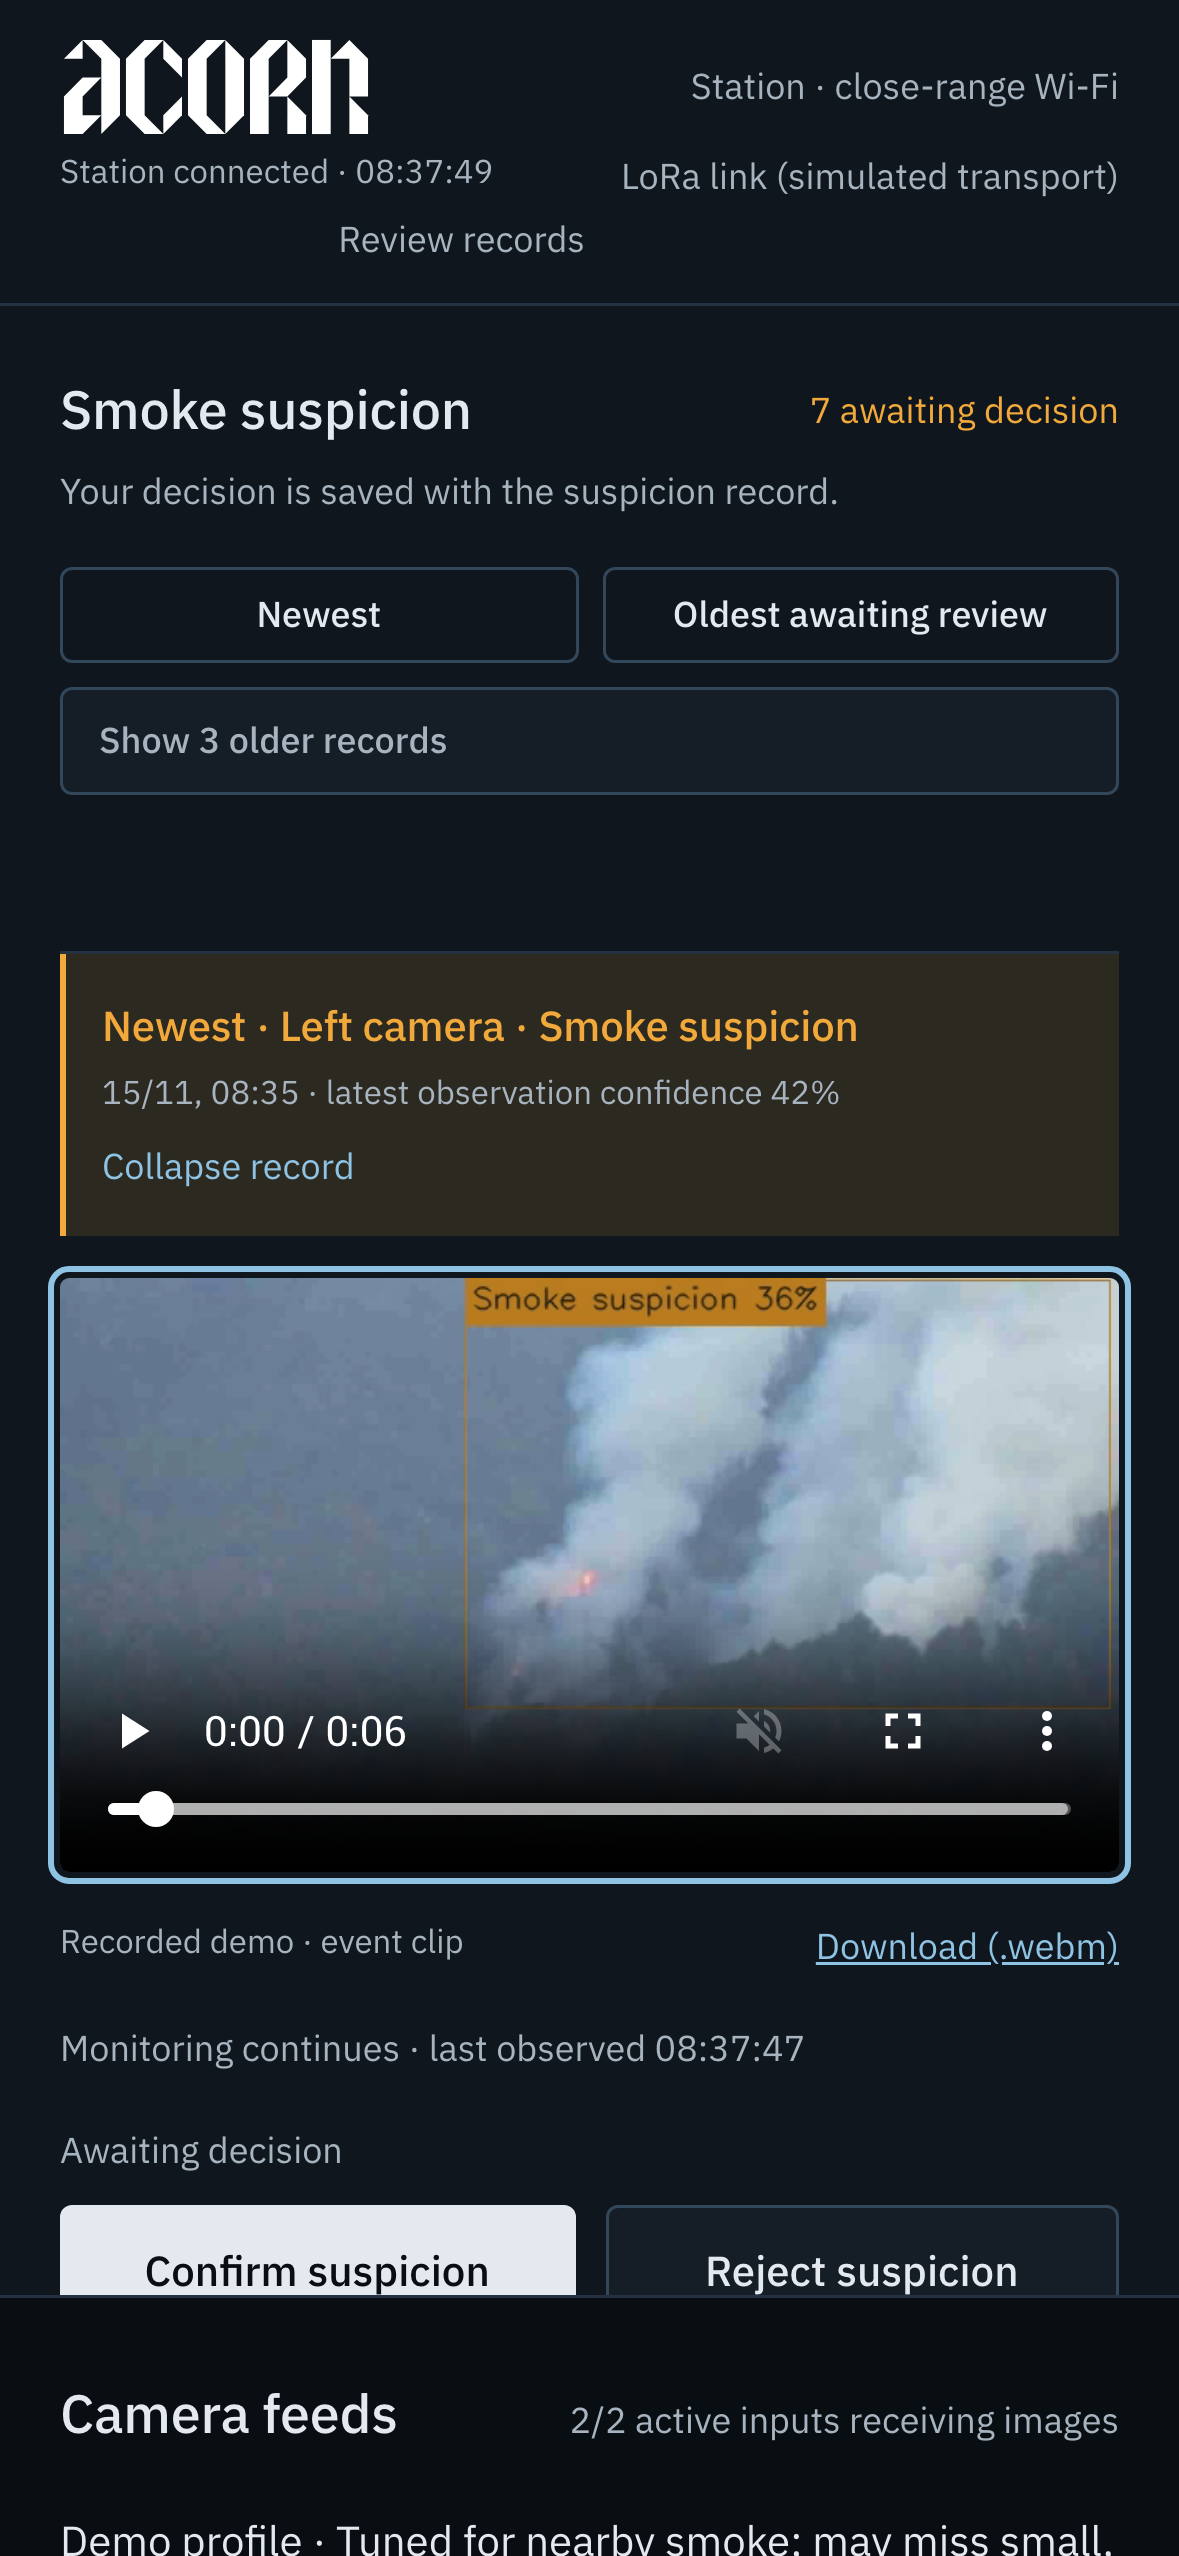 acorn
Station · close-range Wi-Fi
Station connected · 08:37:49
LoRa link (simulated transport)
Review records
Smoke suspicion
7 awaiting decision
Your decision is saved with the suspicion record.
Newest
Oldest awaiting review
Show 3 older records
Newest · Left camera · Smoke suspicion
15/11, 08:35 · latest observation confidence 42%
Collapse record
Smoke suspicion 36%
0:00 / 0:06
Recorded demo · event clip
Download (.webm)
Monitoring continues · last observed 08:37:47
Awaiting decision
Confirm suspicion
Reject suspicion
Camera feeds
2/2 active inputs receiving images
Demo profile · Tuned for nearby smoke; may miss small,